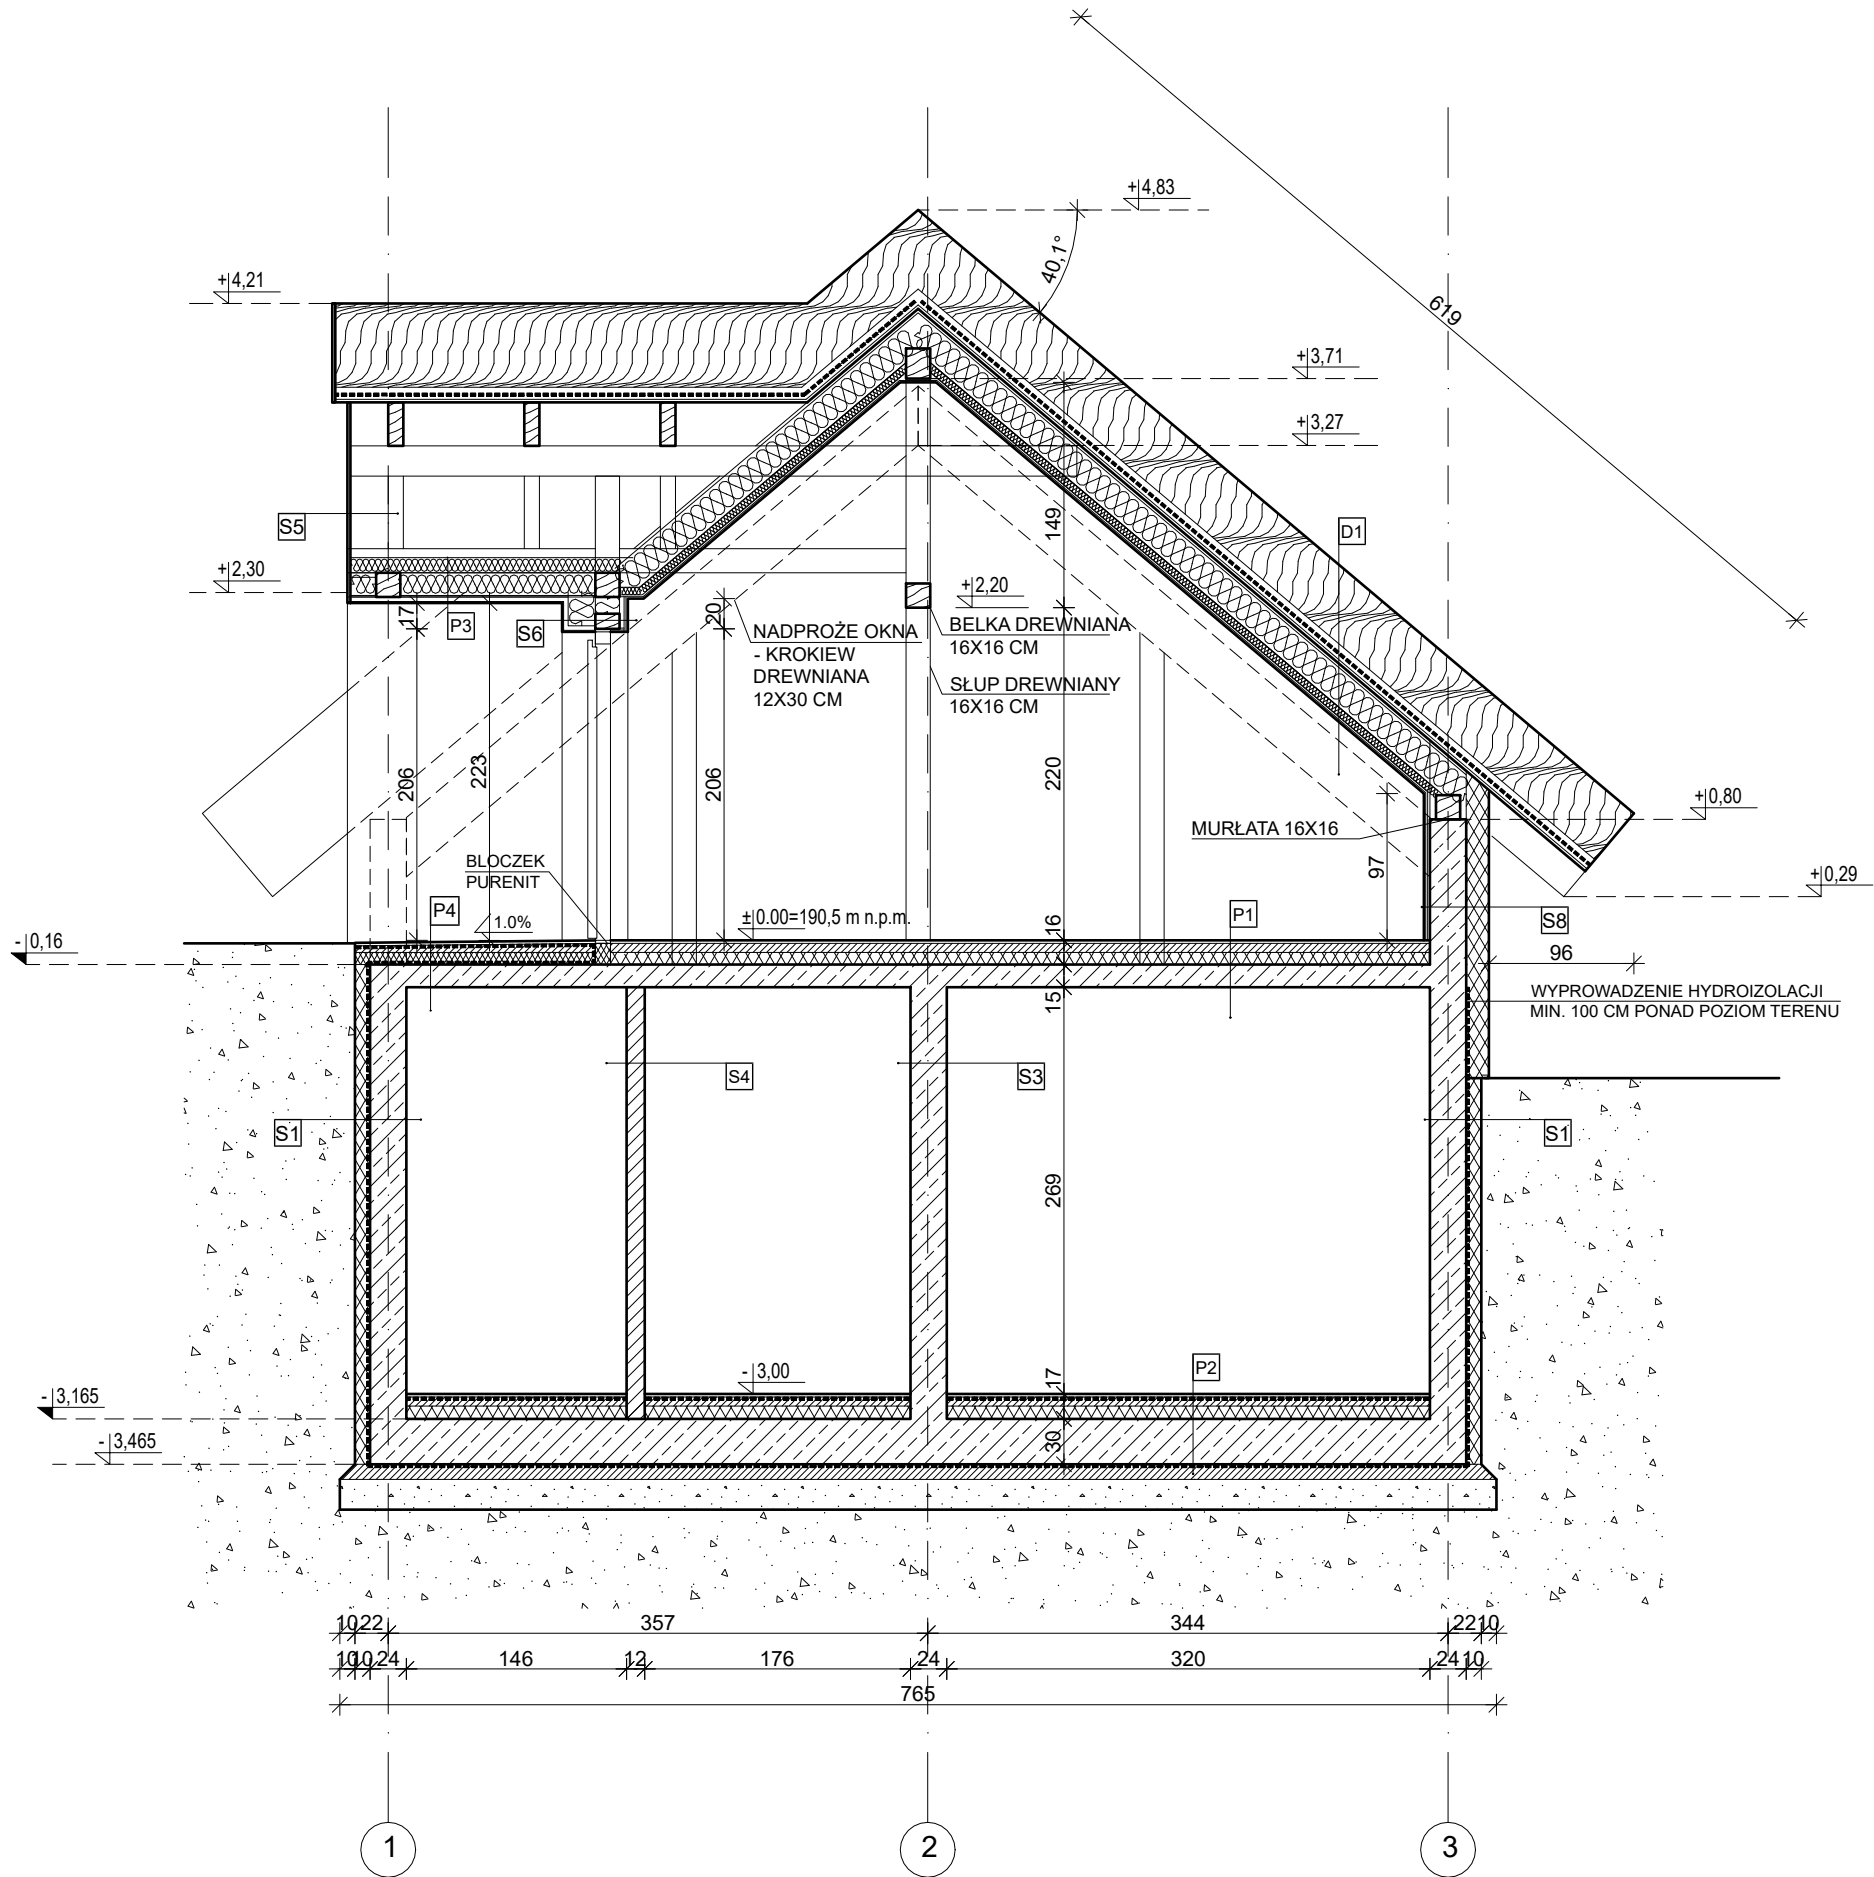 +4,83
40,1°
+4,21
619
+3,71
+3,27
S5
149
D1
+2,30
+2,20
17
P3
S6
20
NADPROŻE OKNA
- KROKIEW
DREWNIANA
12X30 CM
BELKA DREWNIANA
16X16 CM
SŁUP DREWNIANY
16X16 CM
206
223
206
220
+0,80
MURŁATA 16X16
BLOCZEK
PURENIT
97
+0,29
P4
1.0%
±0.00=190,5 m n.p.m.
16
P1
S8
-0,16
96
15
WYPROWADZENIE HYDROIZOLACJI
MIN. 100 CM PONAD POZIOM TERENU
S4
S3
S1
S1
269
-3,00
17
P2
-3,165
-3,465
30
10 22 357 344 22 10
10 10 24 146 12 176 24 320 24 10
765
1 2 3